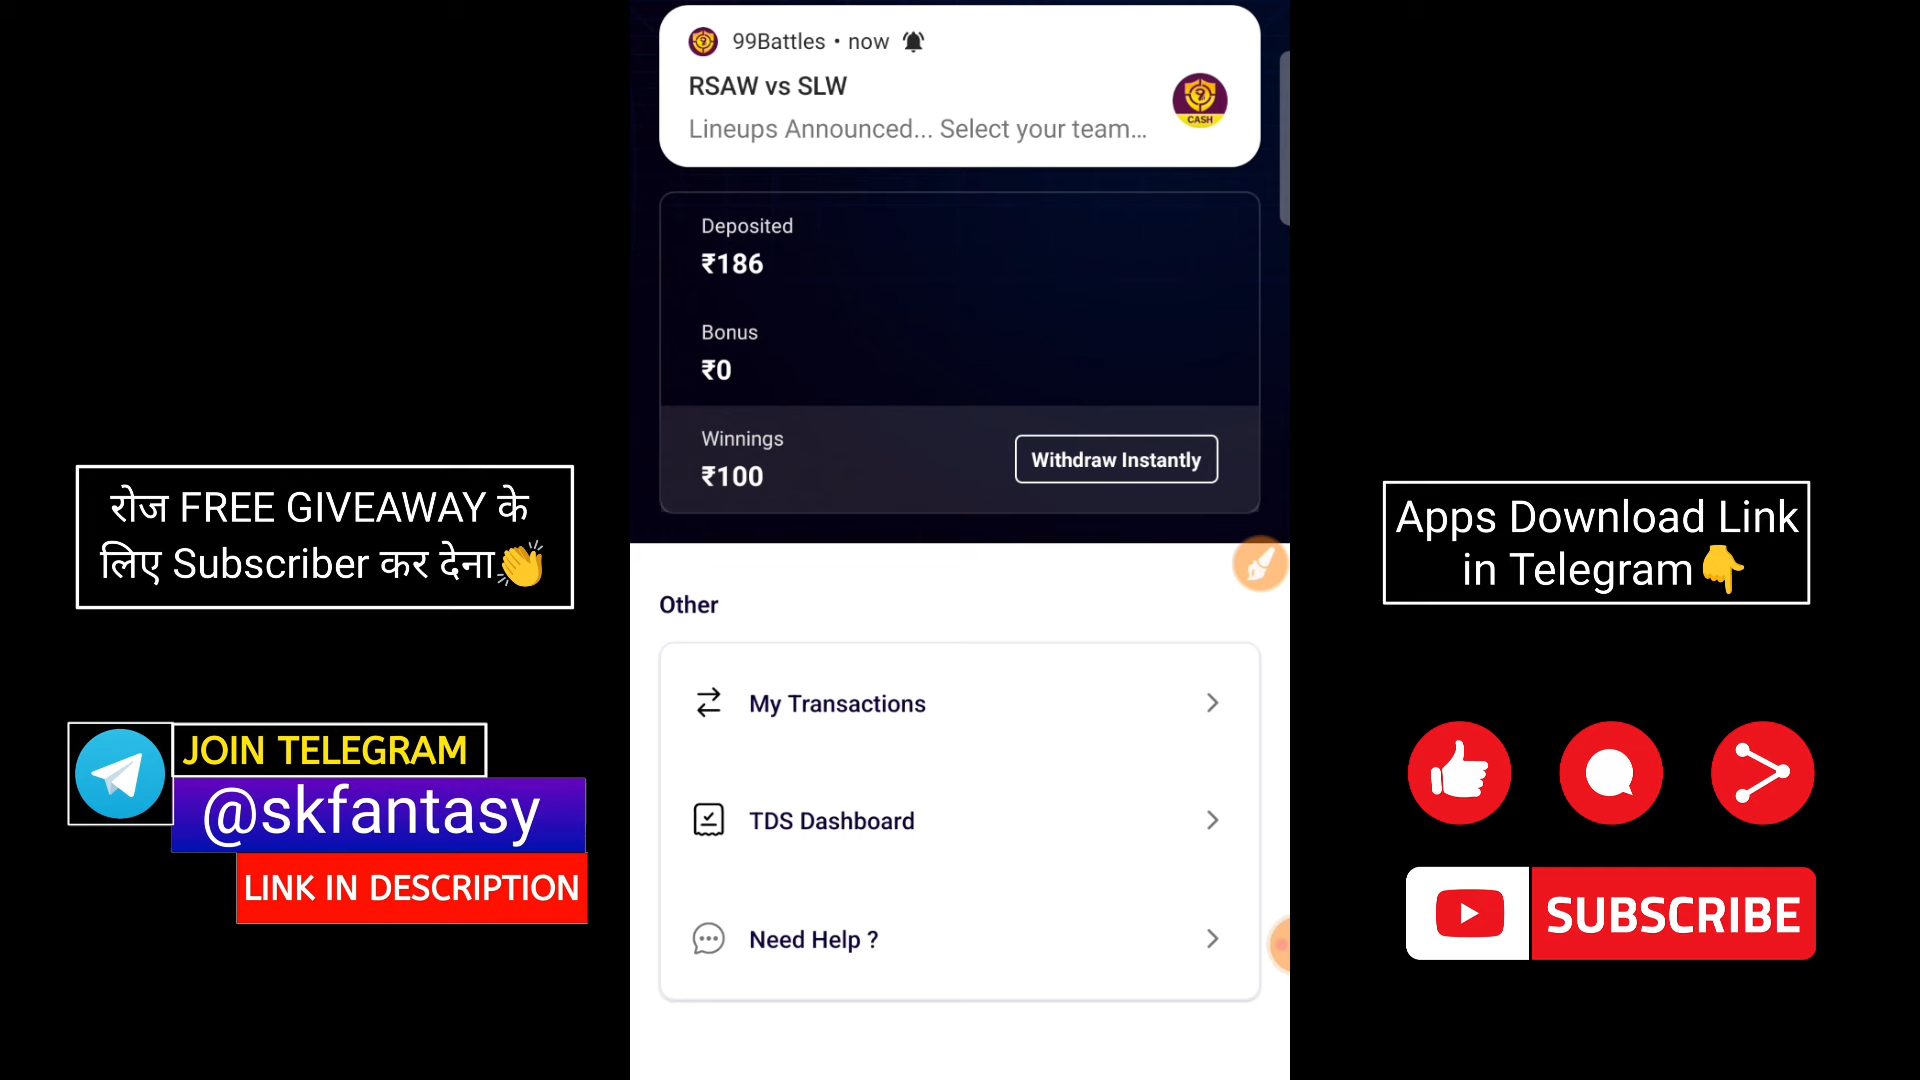 99Battles • now
RSAW vs SLW
Lineups Announced... Select your team...
CASH
Deposited
₹186
Bonus
₹0
Winnings
₹100
Withdraw Instantly
Other
My Transactions
TDS Dashboard
Need Help ?
रोज FREE GIVEAWAY के
लिए Subscriber कर देना👏
JOIN TELEGRAM
@skfantasy
LINK IN DESCRIPTION
Apps Download Link
in Telegram👇
SUBSCRIBE